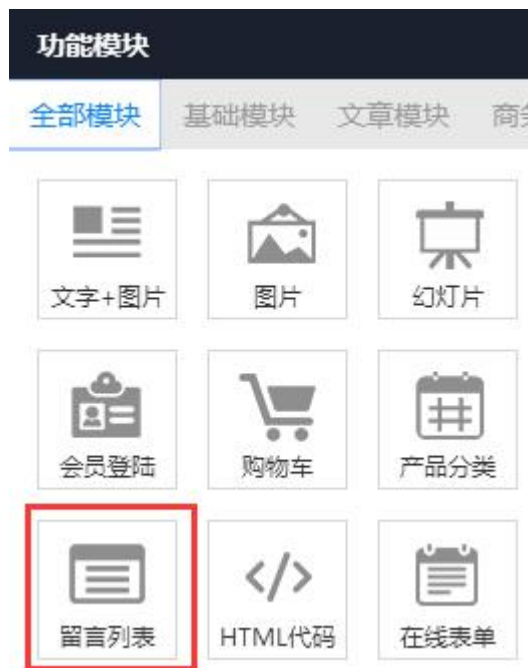 功能模块
全部模块 基础模块 文章模块 商
文字+图片 图片 幻灯片
会员登陆 购物车 产品分类
留言列表 HTML代码 在线表单